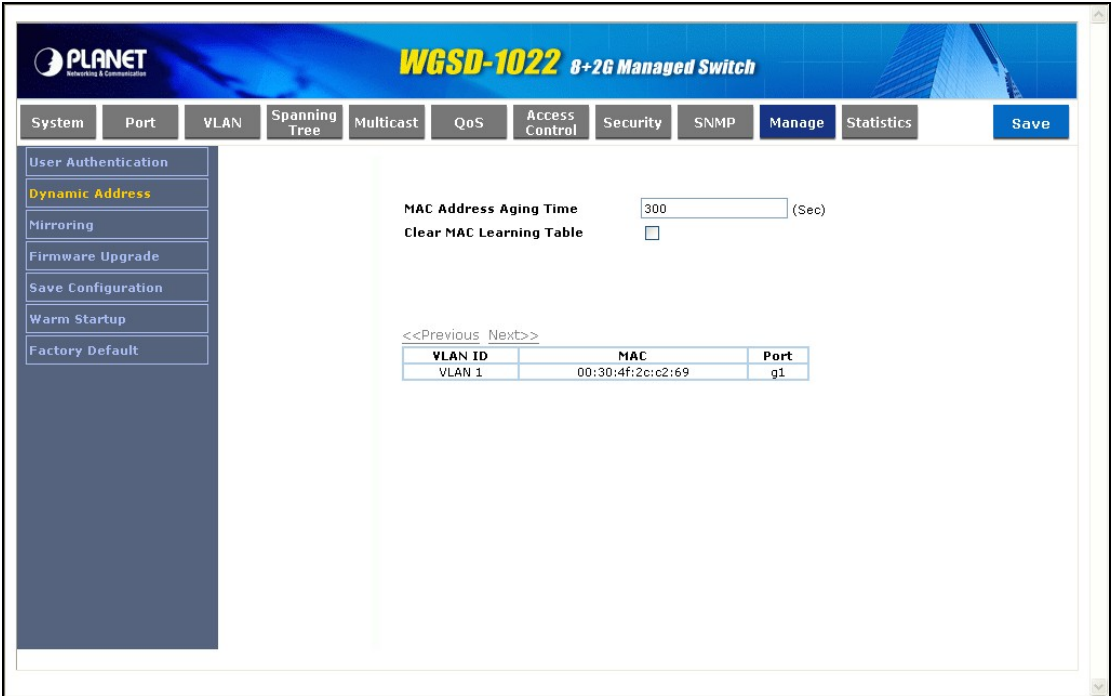 PLANET
Networking & Communication
WGSD-1022 8+2G Managed Switch
System Port VLAN Spanning Tree Multicast QoS Access Control Security SNMP Manage Statistics Save
User Authentication
Dynamic Address
Mirroring
Firmware Upgrade
Save Configuration
Warm Startup
Factory Default
MAC Address Aging Time 300 (Sec)
Clear MAC Learning Table
<<Previous Next>>
VLAN ID MAC Port
VLAN 1 00:30:4f:2c:c2:69 g1